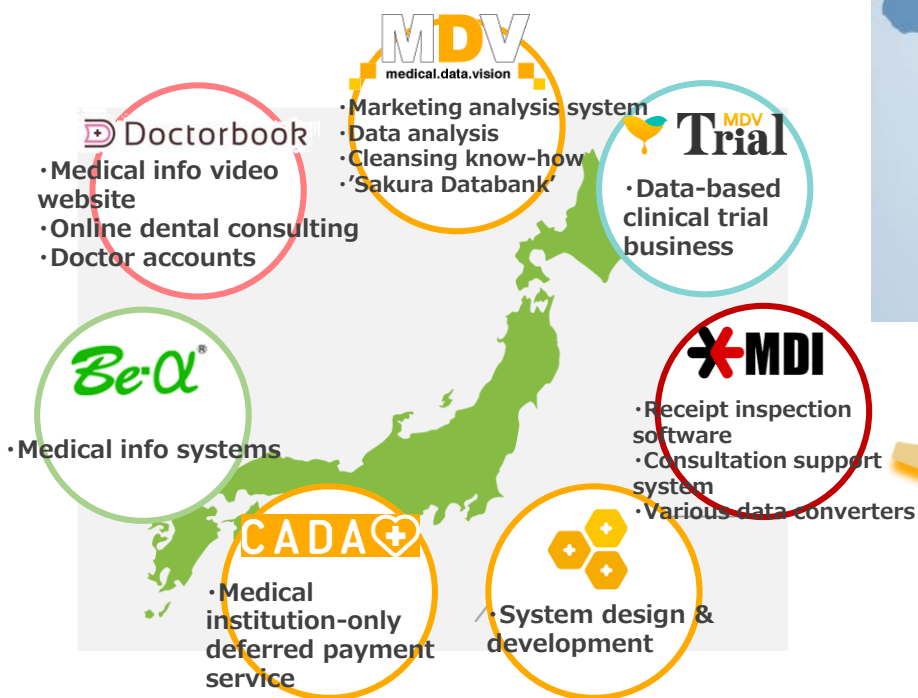 MDV
medical.data.vision
・Marketing analysis system
・Data analysis
・Cleansing know-how
・’Sakura Databank’
Doctorbook
・Medical info video
website
・Online dental consulting
・Doctor accounts
MDV
Trial
・Data-based
clinical trial
business
Be·α®
・Medical info systems
MDI
・Receipt inspection
software
・Consultation support
system
・Various data converters
CADA
・Medical
institution-only
deferred payment
service
・System design &
development